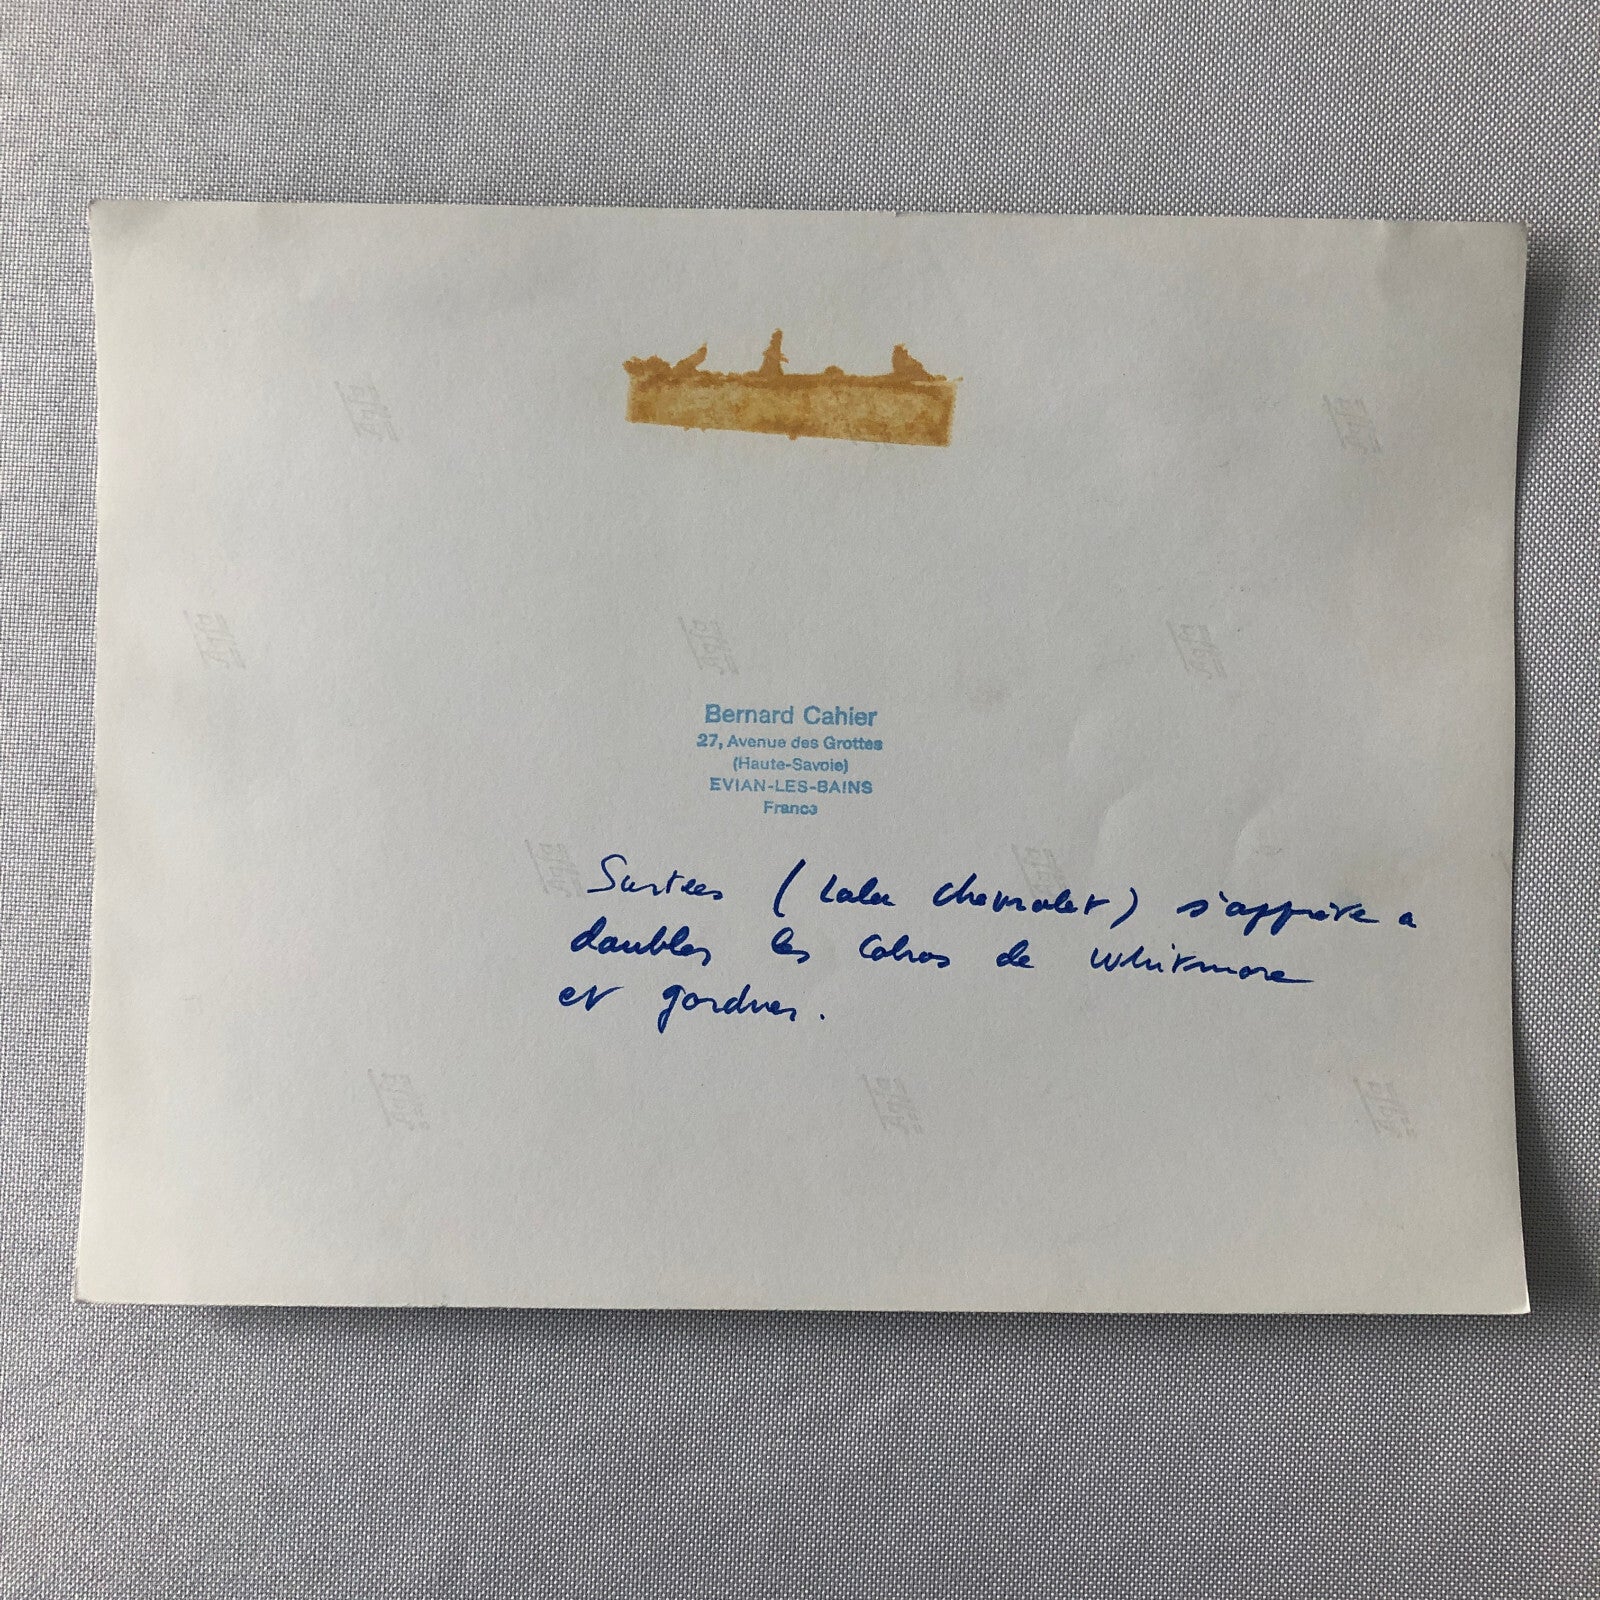 Bernard Cahier
27, Avenue des Grottes
(Haute-Savoie)
EVIAN-LES-BAINS
France
Surtees (Lola Chevrolet) s'apprête a
doubler les Cobras de Whitmore
et gardner.